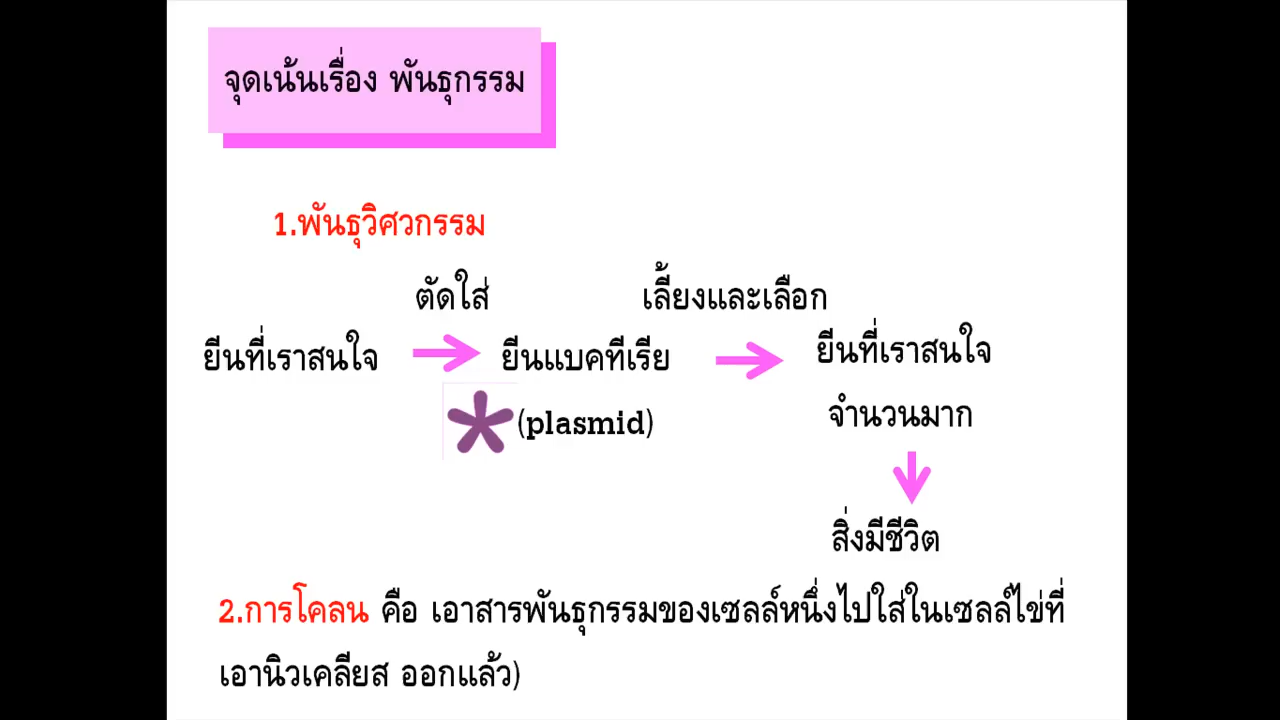 จุดเน้นเรื่อง พันธุกรรม
1.พันธุวิศวกรรม
ตัดใส่
เลี้ยงและเลือก
ยีนที่เราสนใจ
ยีนแบคทีเรีย
(plasmid)
ยีนที่เราสนใจ
จำนวนมาก
สิ่งมีชีวิต
2.การโคลน คือ เอาสารพันธุกรรมของเซลล์หนึ่งไปใส่ในเซลล์ไข่ที่
เอานิวเคลียส ออกแล้ว)